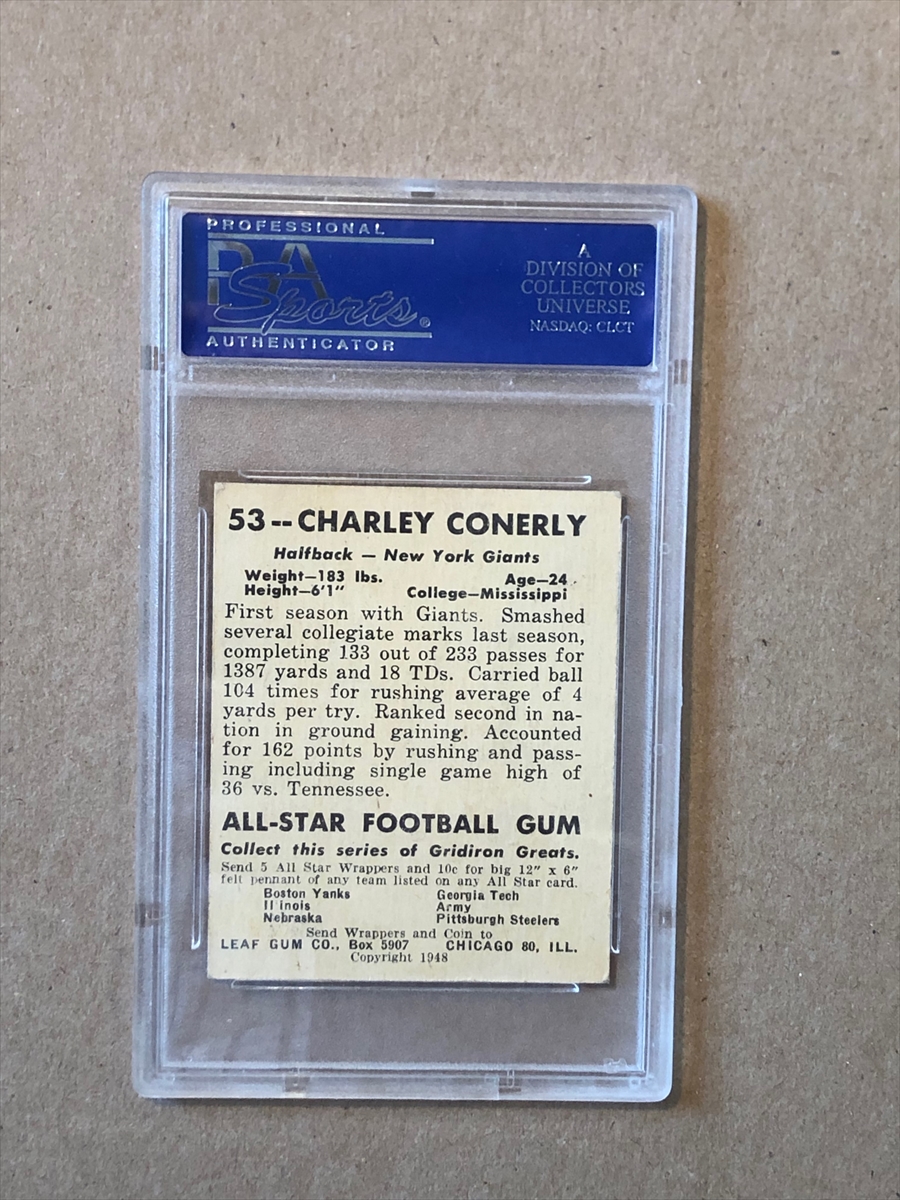 PROFESSIONAL
PSA
Sports®
AUTHENTICATOR
A
DIVISION OF
COLLECTORS
UNIVERSE
NASDAQ: CLCT
53--CHARLEY CONERLY
Halfback — New York Giants
Weight—183 lbs. Age—24
Height—6'1" College—Mississippi
First season with Giants. Smashed
several collegiate marks last season,
completing 133 out of 233 passes for
1387 yards and 18 TDs. Carried ball
104 times for rushing average of 4
yards per try. Ranked second in na-
tion in ground gaining. Accounted
for 162 points by rushing and pass-
ing including single game high of
36 vs. Tennessee.
ALL-STAR FOOTBALL GUM
Collect this series of Gridiron Greats.
Send 5 All Star Wrappers and 10c for big 12" x 6"
felt pennant of any team listed on any All Star card.
Boston Yanks Georgia Tech
Illinois Army
Nebraska Pittsburgh Steelers
Send Wrappers and Coin to
LEAF GUM CO., Box 5907 CHICAGO 80, ILL.
Copyright 1948